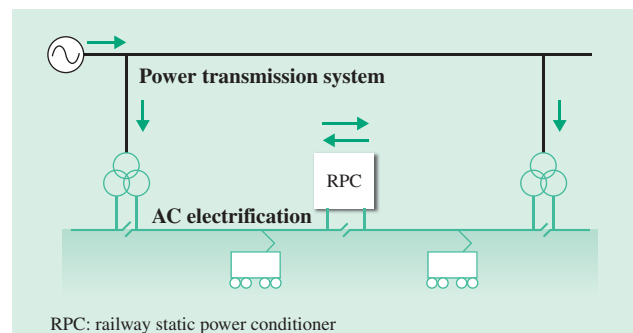 Power transmission system
RPC
AC electrification
RPC: railway static power conditioner